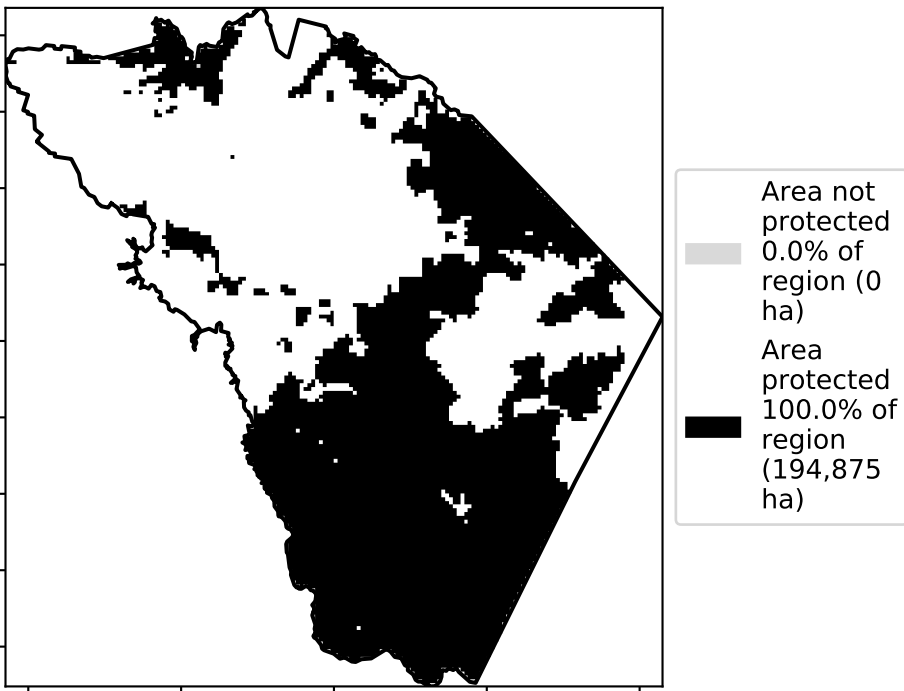 Area not
protected
0.0% of
region (0
ha)
Area
protected
100.0% of
region
(194,875
ha)